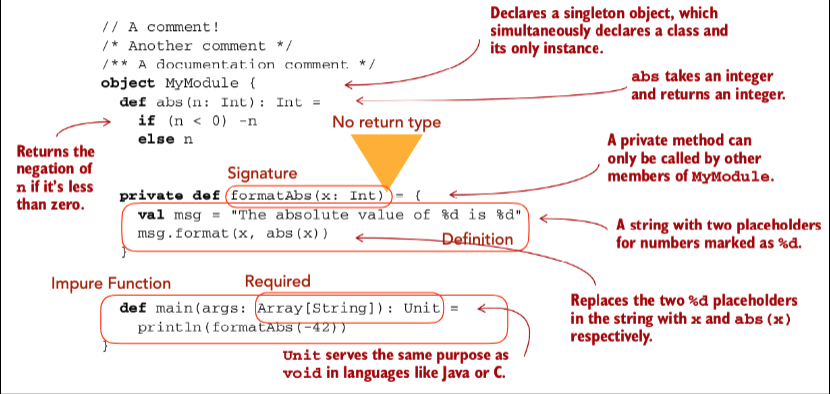 // A comment!
/* Another comment */
/** A documentation comment */
object MyModule {
def abs(n: Int): Int =
if (n < 0) -n
else n
Declares a singleton object, which
simultaneously declares a class and
its only instance.
abs takes an integer
and returns an integer.
Returns the
negation of
n if it's less
than zero.
No return type
A private method can
only be called by other
members of MyModule.
Signature
private def formatAbs(x: Int) = {
val msg = "The absolute value of %d is %d"
msg.format(x, abs(x))
}
Definition
A string with two placeholders
for numbers marked as %d.
Replaces the two %d placeholders
in the string with x and abs(x)
respectively.
Impure Function
Required
def main(args: Array[String]): Unit =
println(formatAbs(-42))
}
Unit serves the same purpose as
void in languages like Java or C.